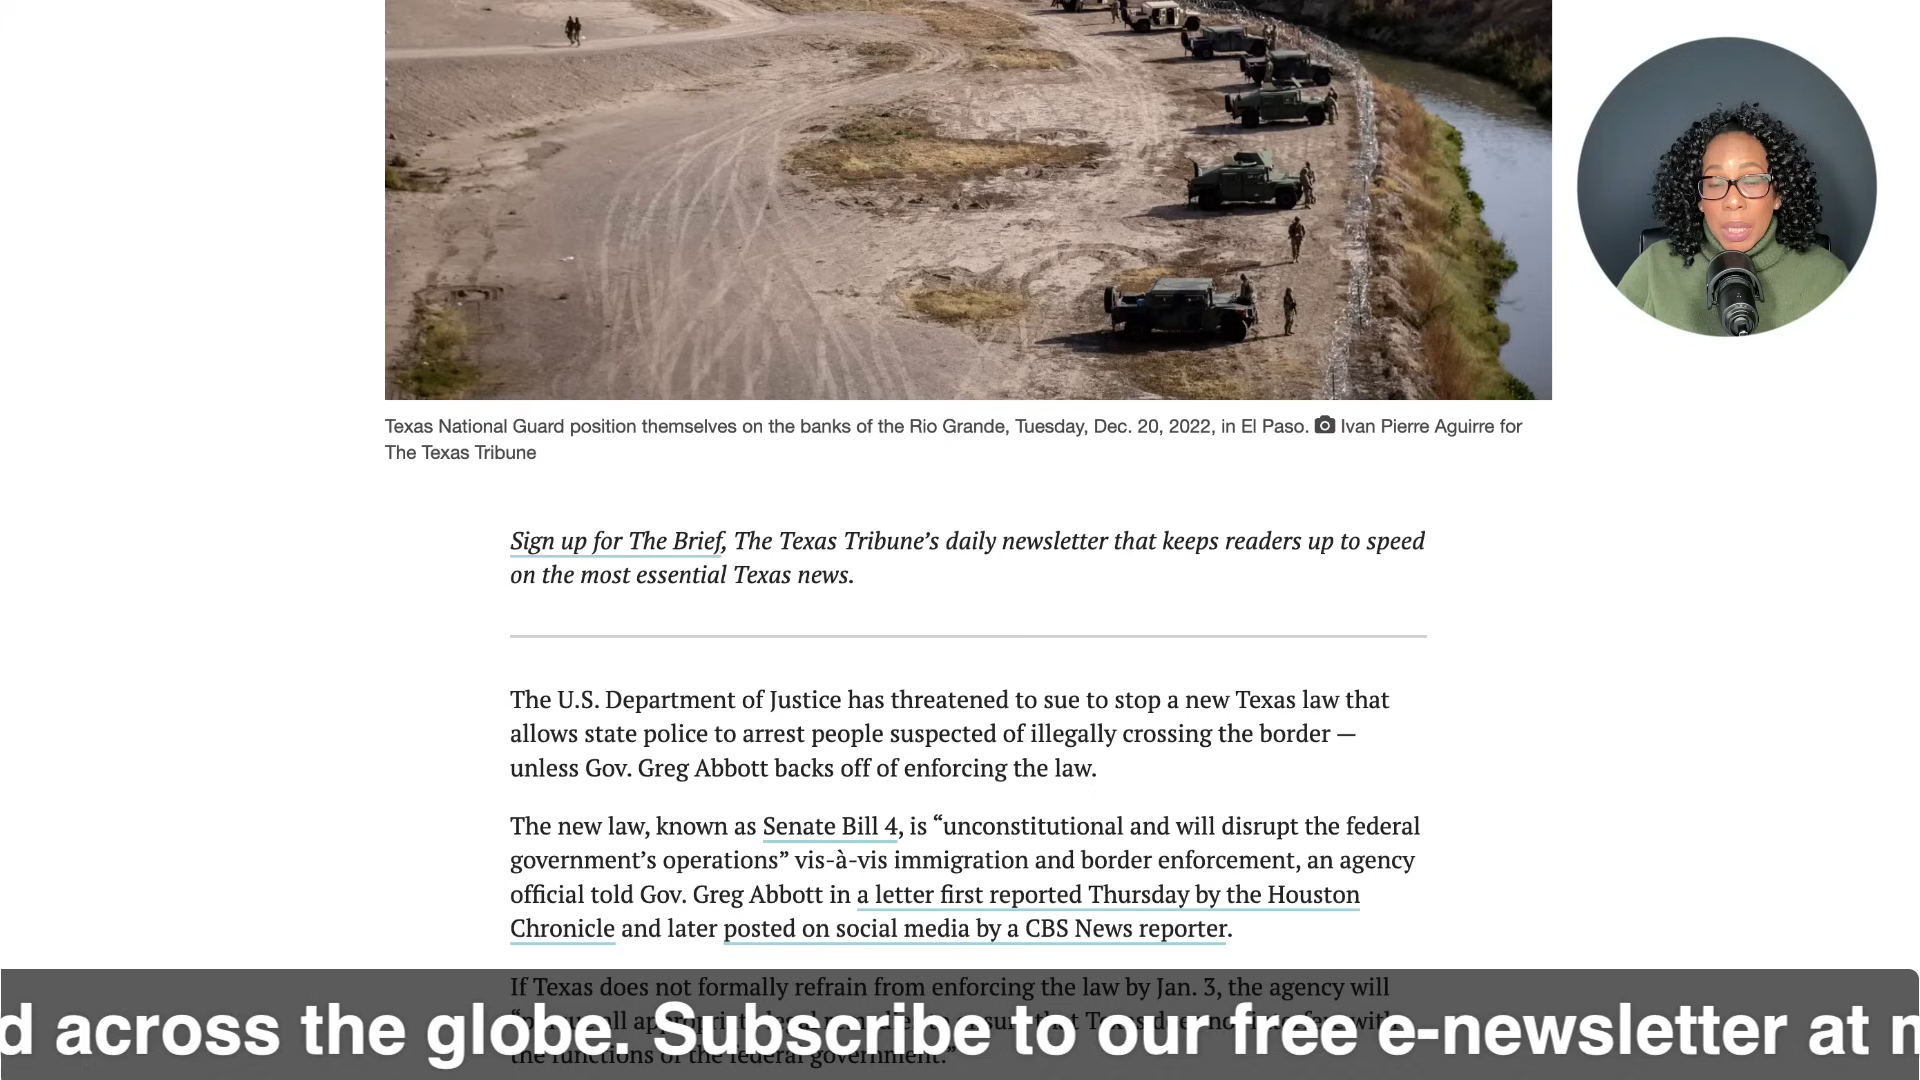 Texas National Guard position themselves on the banks of the Rio Grande, Tuesday, Dec. 20, 2022, in El Paso. Ivan Pierre Aguirre for
The Texas Tribune
Sign up for The Brief, The Texas Tribune’s daily newsletter that keeps readers up to speed
on the most essential Texas news.
The U.S. Department of Justice has threatened to sue to stop a new Texas law that
allows state police to arrest people suspected of illegally crossing the border —
unless Gov. Greg Abbott backs off of enforcing the law.
The new law, known as Senate Bill 4, is “unconstitutional and will disrupt the federal
government’s operations” vis-à-vis immigration and border enforcement, an agency
official told Gov. Greg Abbott in a letter first reported Thursday by the Houston
Chronicle and later posted on social media by a CBS News reporter.
If Texas does not formally refrain from enforcing the law by Jan. 3, the agency will
d across the globe. Subscribe to our free e-newsletter at
the functions of the federal government.”